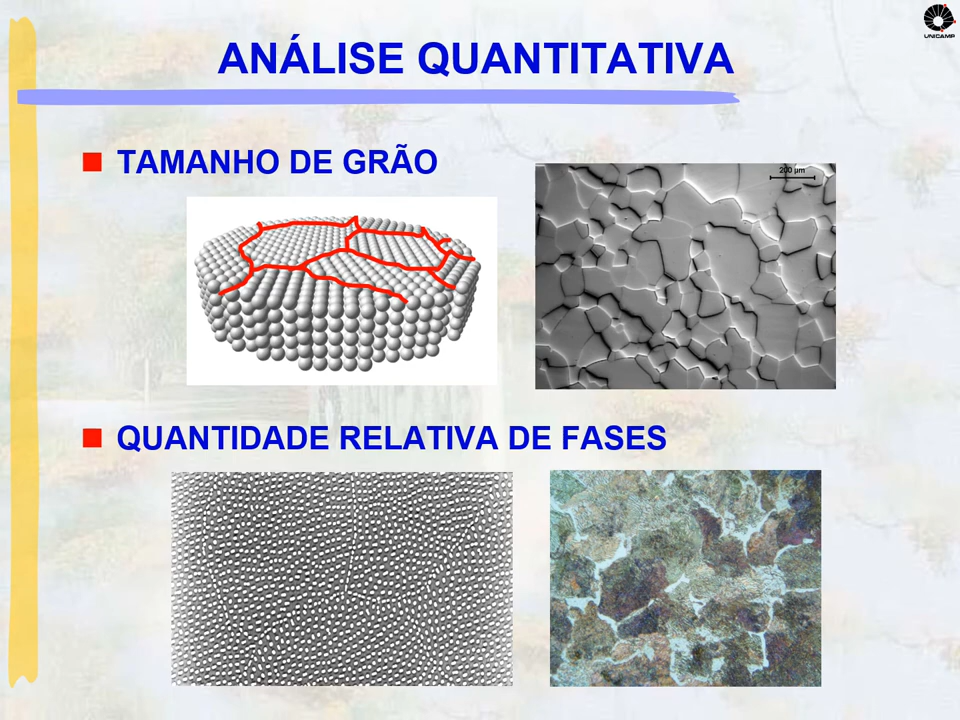 UNICAMP
ANÁLISE QUANTITATIVA
TAMANHO DE GRÃO
200 µm
QUANTIDADE RELATIVA DE FASES